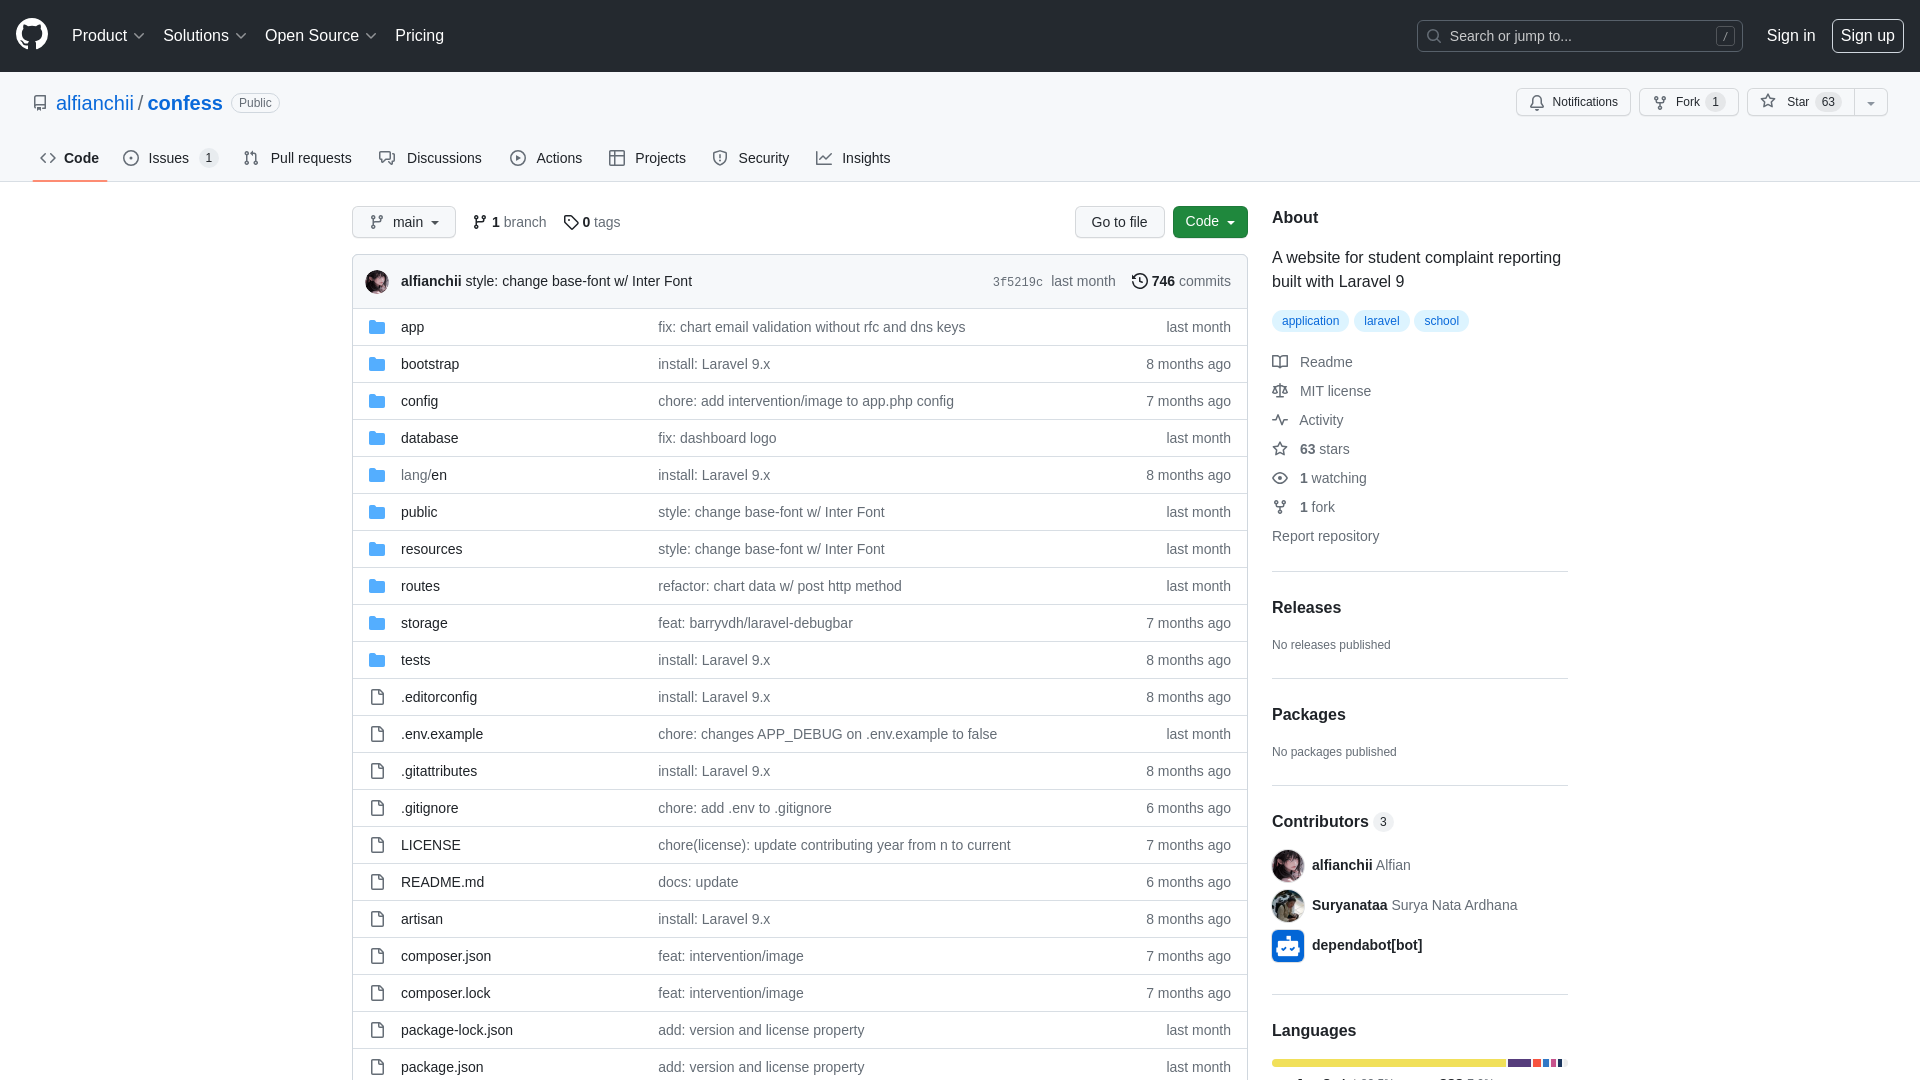 Product Solutions Open Source Pricing Search or jump to... / Sign in Sign up
alfianchii / confess Public Notifications Fork 1 Star 63
Code Issues 1 Pull requests Discussions Actions Projects Security Insights
main 1 branch 0 tags Go to file Code
alfianchii style: change base-font w/ Inter Font 3f5219c last month 746 commits
app fix: chart email validation without rfc and dns keys last month
bootstrap install: Laravel 9.x 8 months ago
config chore: add intervention/image to app.php config 7 months ago
database fix: dashboard logo last month
lang/en install: Laravel 9.x 8 months ago
public style: change base-font w/ Inter Font last month
resources style: change base-font w/ Inter Font last month
routes refactor: chart data w/ post http method last month
storage feat: barryvdh/laravel-debugbar 7 months ago
tests install: Laravel 9.x 8 months ago
.editorconfig install: Laravel 9.x 8 months ago
.env.example chore: changes APP_DEBUG on .env.example to false last month
.gitattributes install: Laravel 9.x 8 months ago
.gitignore chore: add .env to .gitignore 6 months ago
LICENSE chore(license): update contributing year from n to current 7 months ago
README.md docs: update 6 months ago
artisan install: Laravel 9.x 8 months ago
composer.json feat: intervention/image 7 months ago
composer.lock feat: intervention/image 7 months ago
package-lock.json add: version and license property last month
package.json add: version and license property last month
About
A website for student complaint reporting
built with Laravel 9
application laravel school
Readme
MIT license
Activity
63 stars
1 watching
1 fork
Report repository
Releases
No releases published
Packages
No packages published
Contributors 3
alfianchii Alfian
Suryanataa Surya Nata Ardhana
dependabot[bot]
Languages